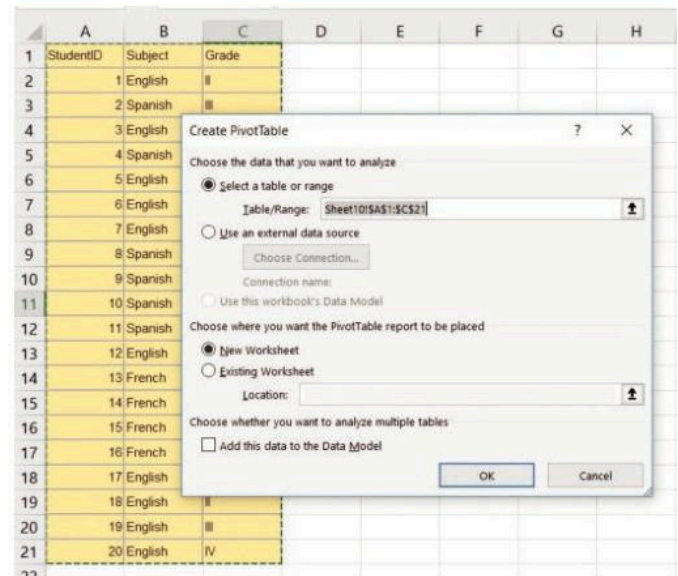 A B C D E F G H
1 StudentID Subject Grade
2 1 English II
3 2 Spanish III
4 3 English
5 4 Spanish
6 5 English
7 6 English
8 7 English
9 8 Spanish
10 9 Spanish
11 10 Spanish
12 11 Spanish
13 12 English
14 13 French
15 14 French
16 15 French
17 16 French
18 17 English
19 18 English II
20 19 English III
21 20 English IV
Create PivotTable ? ×
Choose the data that you want to analyze
Select a table or range
Table/Range: Sheet10!$A$1:$C$21
Use an external data source
Choose Connection...
Connection name:
Use this workbook's Data Model
Choose where you want the PivotTable report to be placed
New Worksheet
Existing Worksheet
Location:
Choose whether you want to analyze multiple tables
Add this data to the Data Model
OK Cancel